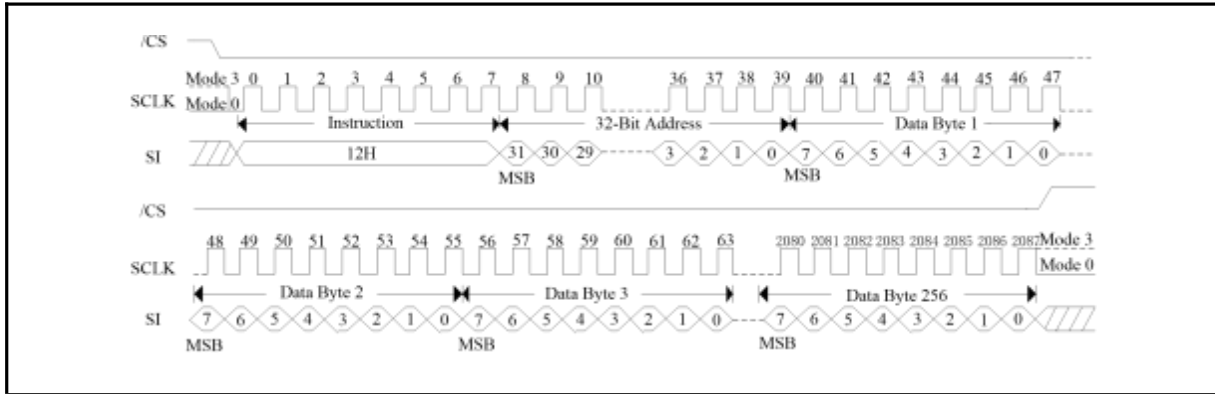 /CS
Mode 3 0 1 2 3 4 5 6 7 8 9 10 36 37 38 39 40 41 42 43 44 45 46 47
SCLK Mode 0
Instruction 32-Bit Address Data Byte 1
SI 12H 31 30 29 3 2 1 0 7 6 5 4 3 2 1 0
MSB MSB
/CS
48 49 50 51 52 53 54 55 56 57 58 59 60 61 62 63 2080 2081 2082 2083 2084 2085 2086 2087 Mode 3
SCLK Mode 0
Data Byte 2 Data Byte 3 Data Byte 256
SI 7 6 5 4 3 2 1 0 7 6 5 4 3 2 1 0 7 6 5 4 3 2 1 0
MSB MSB MSB